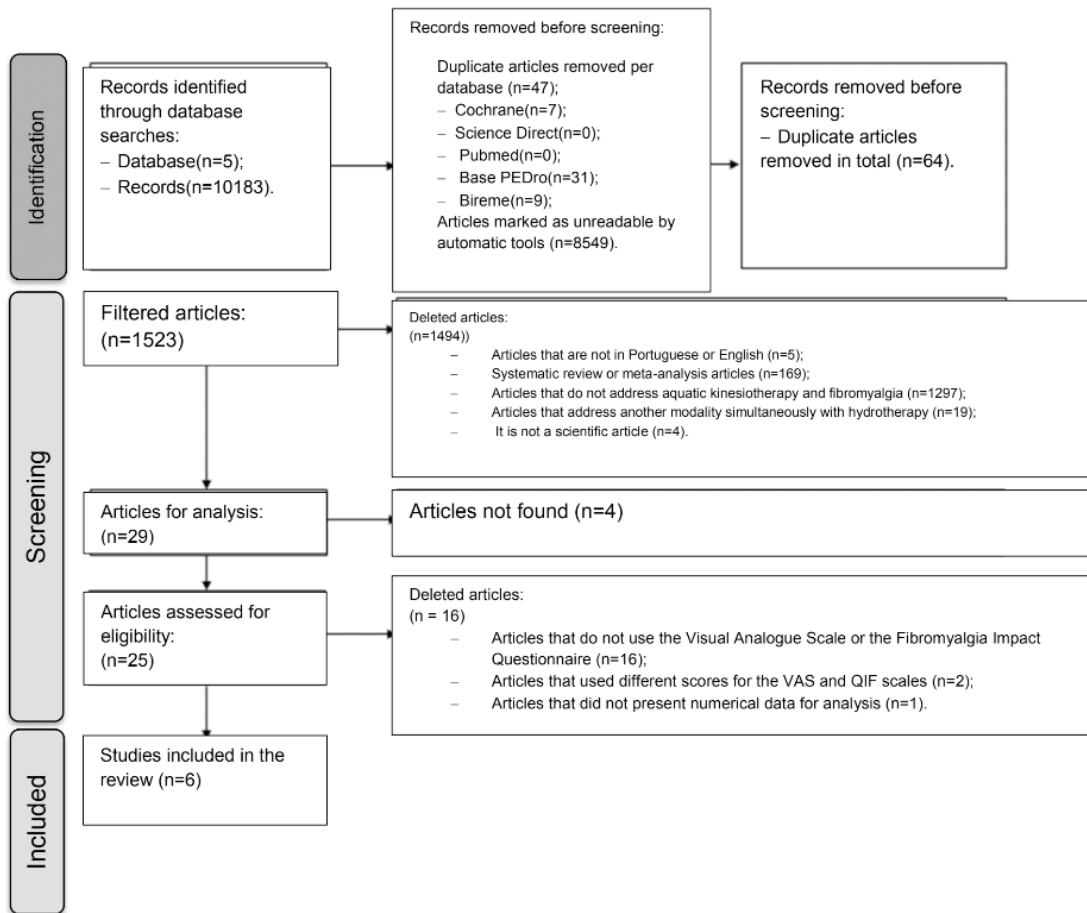 Identification
Records identified
through database
searches:
– Database(n=5);
– Records(n=10183).
Records removed before screening:
Duplicate articles removed per
database (n=47);
– Cochrane(n=7);
– Science Direct(n=0);
– Pubmed(n=0);
– Base PEDro(n=31);
– Bireme(n=9);
Articles marked as unreadable by
automatic tools (n=8549).
Records removed before
screening:
– Duplicate articles
removed in total (n=64).
Screening
Filtered articles:
(n=1523)
Deleted articles:
(n=1494))
– Articles that are not in Portuguese or English (n=5);
– Systematic review or meta-analysis articles (n=169);
– Articles that do not address aquatic kinesiotherapy and fibromyalgia (n=1297);
– Articles that address another modality simultaneously with hydrotherapy (n=19);
– It is not a scientific article (n=4).
Articles for analysis:
(n=29)
Articles not found (n=4)
Articles assessed for
eligibility:
(n=25)
Deleted articles:
(n = 16)
– Articles that do not use the Visual Analogue Scale or the Fibromyalgia Impact
Questionnaire (n=16);
– Articles that used different scores for the VAS and QIF scales (n=2);
– Articles that did not present numerical data for analysis (n=1).
Included
Studies included in the
review (n=6)